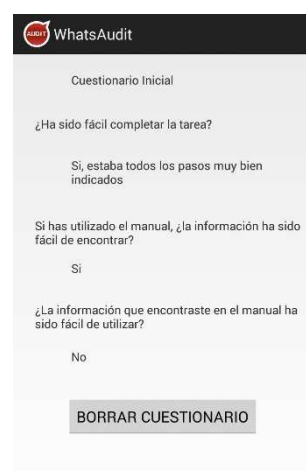 AUDIT WhatsAudit
Cuestionario Inicial
¿Ha sido fácil completar la tarea?
Si, estaba todos los pasos muy bien
indicados
Si has utilizado el manual, ¿la información ha sido
fácil de encontrar?
Si
¿La información que encontraste en el manual ha
sido fácil de utilizar?
No
BORRAR CUESTIONARIO